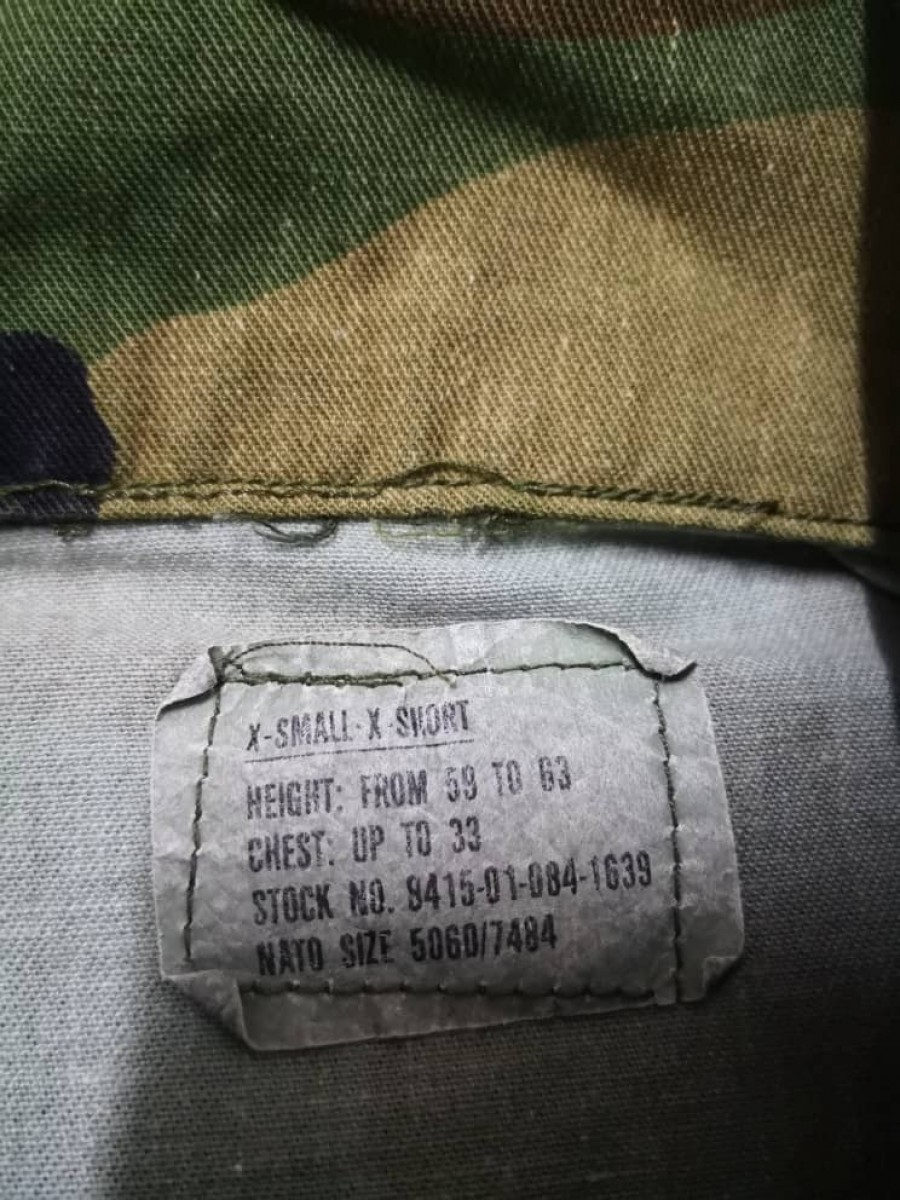 X-SMALL-X-SHORT
HEIGHT: FROM 59 TO 63
CHEST: UP TO 33
STOCK NO. 8415-01-084-1639
NATO SIZE 5060/7484